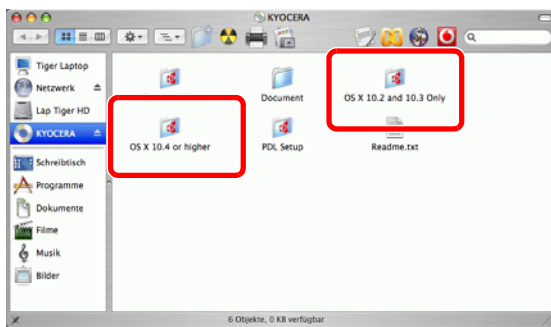 KYOCERA
Tiger Laptop
Netzwerk
Lap Tiger HD
KYOCERA
Schreibtisch
Programme
Dokumente
Filme
Musik
Bilder
Document
OS X 10.2 and 10.3 Only
OS X 10.4 or higher
PDL Setup
Readme.txt
6 Objekte, 0 KB verfügbar